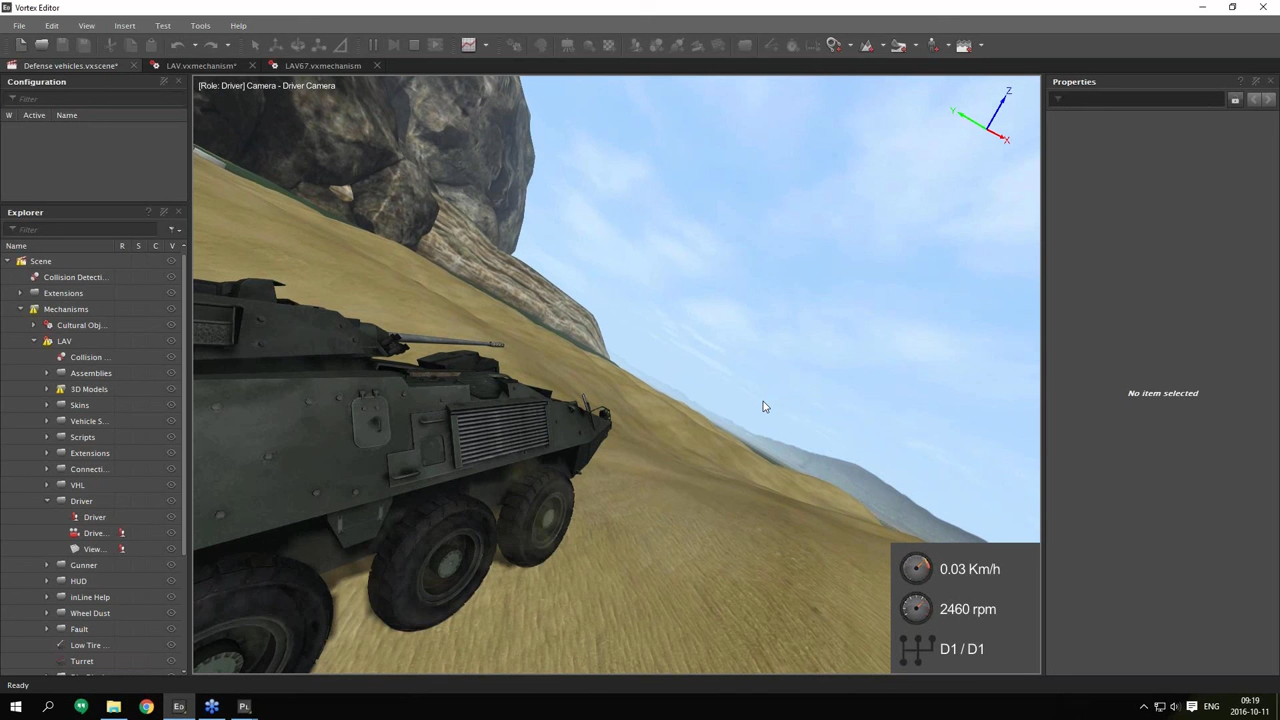 Vortex Editor
File Edit View Insert Test Tools Help
Defense vehicles.vxscene* LAV.vxmechanism* LAV67.vxmechanism
Configuration
Filter
W Active Name
Explorer
Filter
Name R S C V
Scene
Collision Detecti...
Extensions
Mechanisms
Cultural Obj...
LAV
Collision ...
Assemblies
3D Models
Skins
Vehicle S...
Scripts
Extensions
Connecti...
VHL
Driver
Driver
Drive...
View...
Gunner
HUD
inLine Help
Wheel Dust
Fault
Low Tire ...
Turret
[Role: Driver] Camera - Driver Camera
Z
Y
X
0.03 Km/h
2460 rpm
D1 / D1
Properties
No item selected
Ready
ENG
09:19
2016-10-11